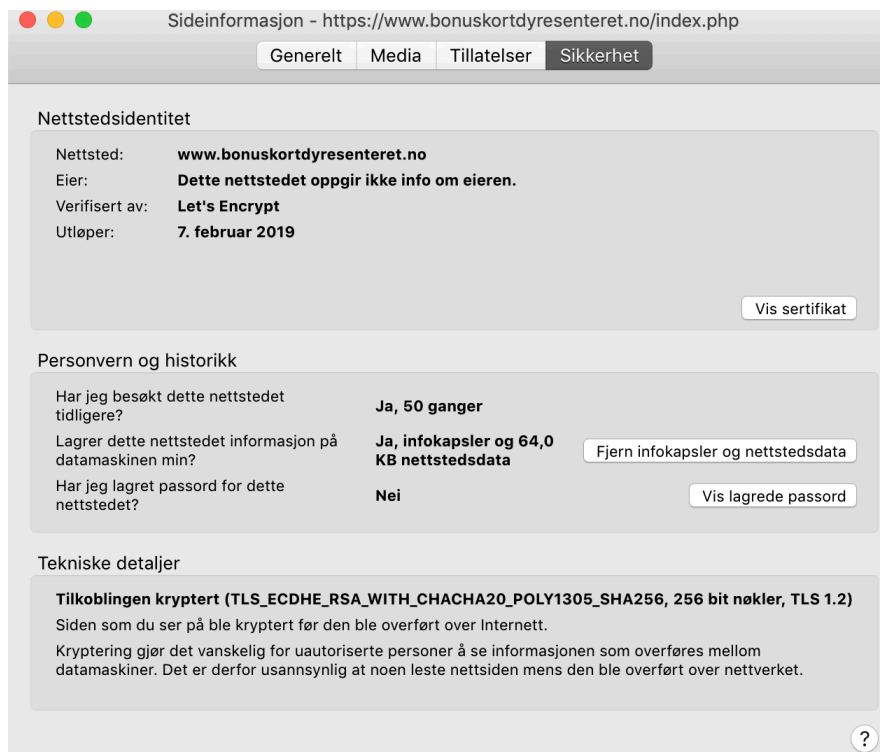 Sideinformasjon - https://www.bonuskortdyresenteret.no/index.php
Generelt Media Tillatelser Sikkerhet
Nettstedsidentitet
Nettsted: www.bonuskortdyresenteret.no
Eier: Dette nettstedet oppgir ikke info om eieren.
Verifisert av: Let's Encrypt
Utløper: 7. februar 2019
Vis sertifikat
Personvern og historikk
Har jeg besøkt dette nettstedet
tidligere?
Ja, 50 ganger
Lagrer dette nettstedet informasjon på
datamaskinen min?
Ja, infokapsler og 64,0
KB nettstedsdata
Fjern infokapsler og nettstedsdata
Har jeg lagret passord for dette
nettstedet?
Nei
Vis lagrede passord
Tekniske detaljer
Tilkoblingen kryptert (TLS_ECDHE_RSA_WITH_CHACHA20_POLY1305_SHA256, 256 bit nøkler, TLS 1.2)
Siden som du ser på ble kryptert før den ble overført over Internett.
Kryptering gjør det vanskelig for uautoriserte personer å se informasjonen som overføres mellom
datamaskiner. Det er derfor usannsynlig at noen leste nettsiden mens den ble overført over nettverket.
?